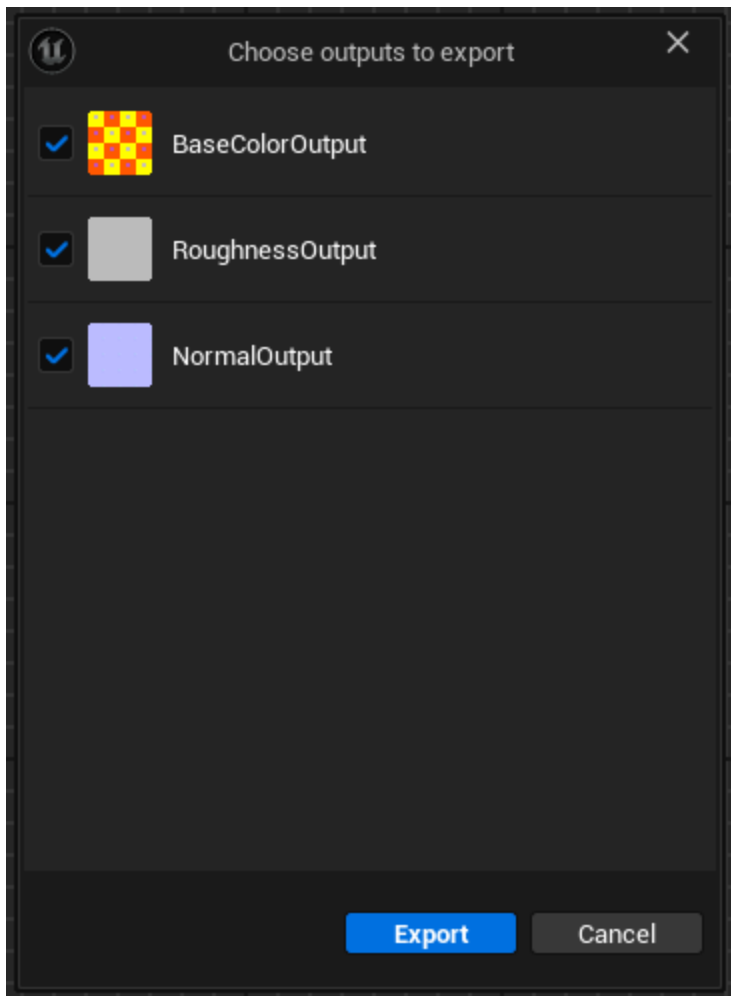 Choose outputs to export
BaseColorOutput
RoughnessOutput
NormalOutput
Export
Cancel